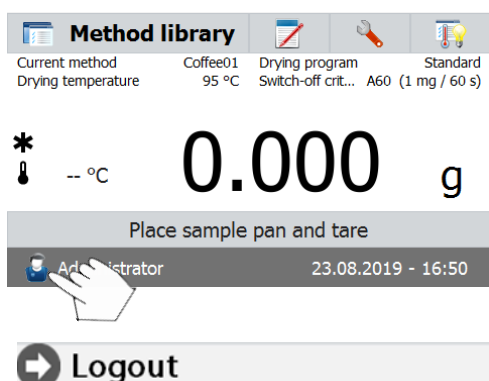 Method library
Current method Coffee01 Drying program Standard
Drying temperature 95 °C Switch-off crit... A60 (1 mg / 60 s)
-- °C 0.000 g
Place sample pan and tare
Administrator 23.08.2019 - 16:50
Logout